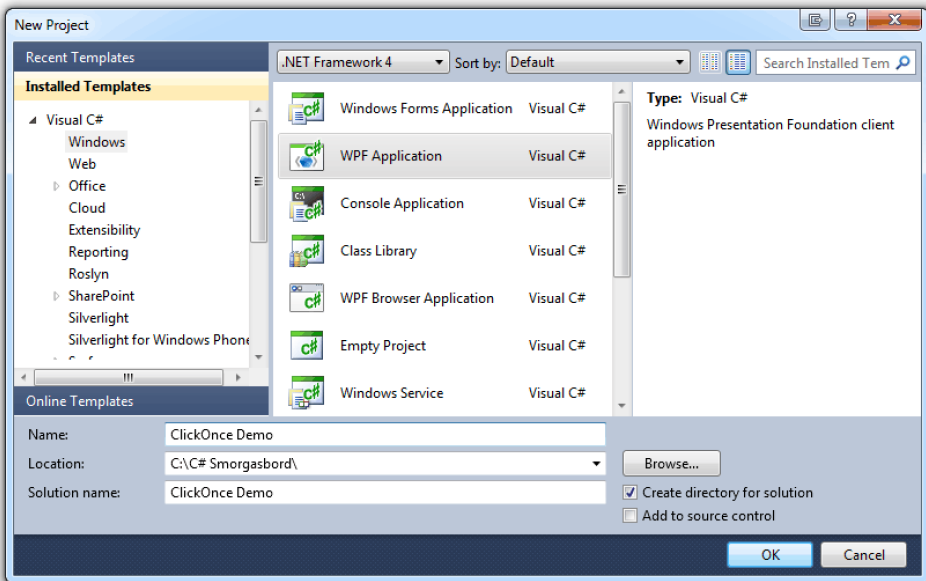 New Project
Recent Templates
Installed Templates
Visual C#
Windows
Web
Office
Cloud
Extensibility
Reporting
Roslyn
SharePoint
Silverlight
Silverlight for Windows Phone
Online Templates
.NET Framework 4
Sort by: Default
Search Installed Tem
Windows Forms Application Visual C#
WPF Application Visual C#
Console Application Visual C#
Class Library Visual C#
WPF Browser Application Visual C#
Empty Project Visual C#
Windows Service Visual C#
Type: Visual C#
Windows Presentation Foundation client
application
Name: ClickOnce Demo
Location: C:\C# Smorgasbord\
Browse...
Solution name: ClickOnce Demo
Create directory for solution
Add to source control
OK Cancel